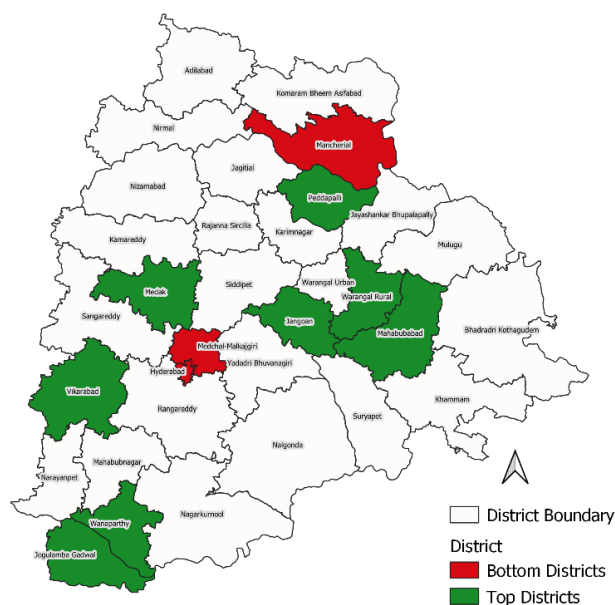 Adilabad
Komaram Bheem Asifabad
Nirmal
Mancherial
Jagitial
Nizamabad
Peddapalli
Jayashankar Bhupalapally
Rajanna Sircilla
Karimnagar
Kamareddy
Mulugu
Siddipet
Warangal Urban
Medak
Warangal Rural
Sangareddy
Jangoan
Mahabubabad
Bhadradri Kothagudem
Medchal-Malkajgiri
Yadadri Bhuvanagiri
Hyderabad
Vikarabad
Rangareddy
Khammam
Suryapet
Nalgonda
Mahabubnagar
Narayanpet
Nagarkurnool
Wanaparthy
Jogulamba Gadwal
District Boundary
District
Bottom Districts
Top Districts